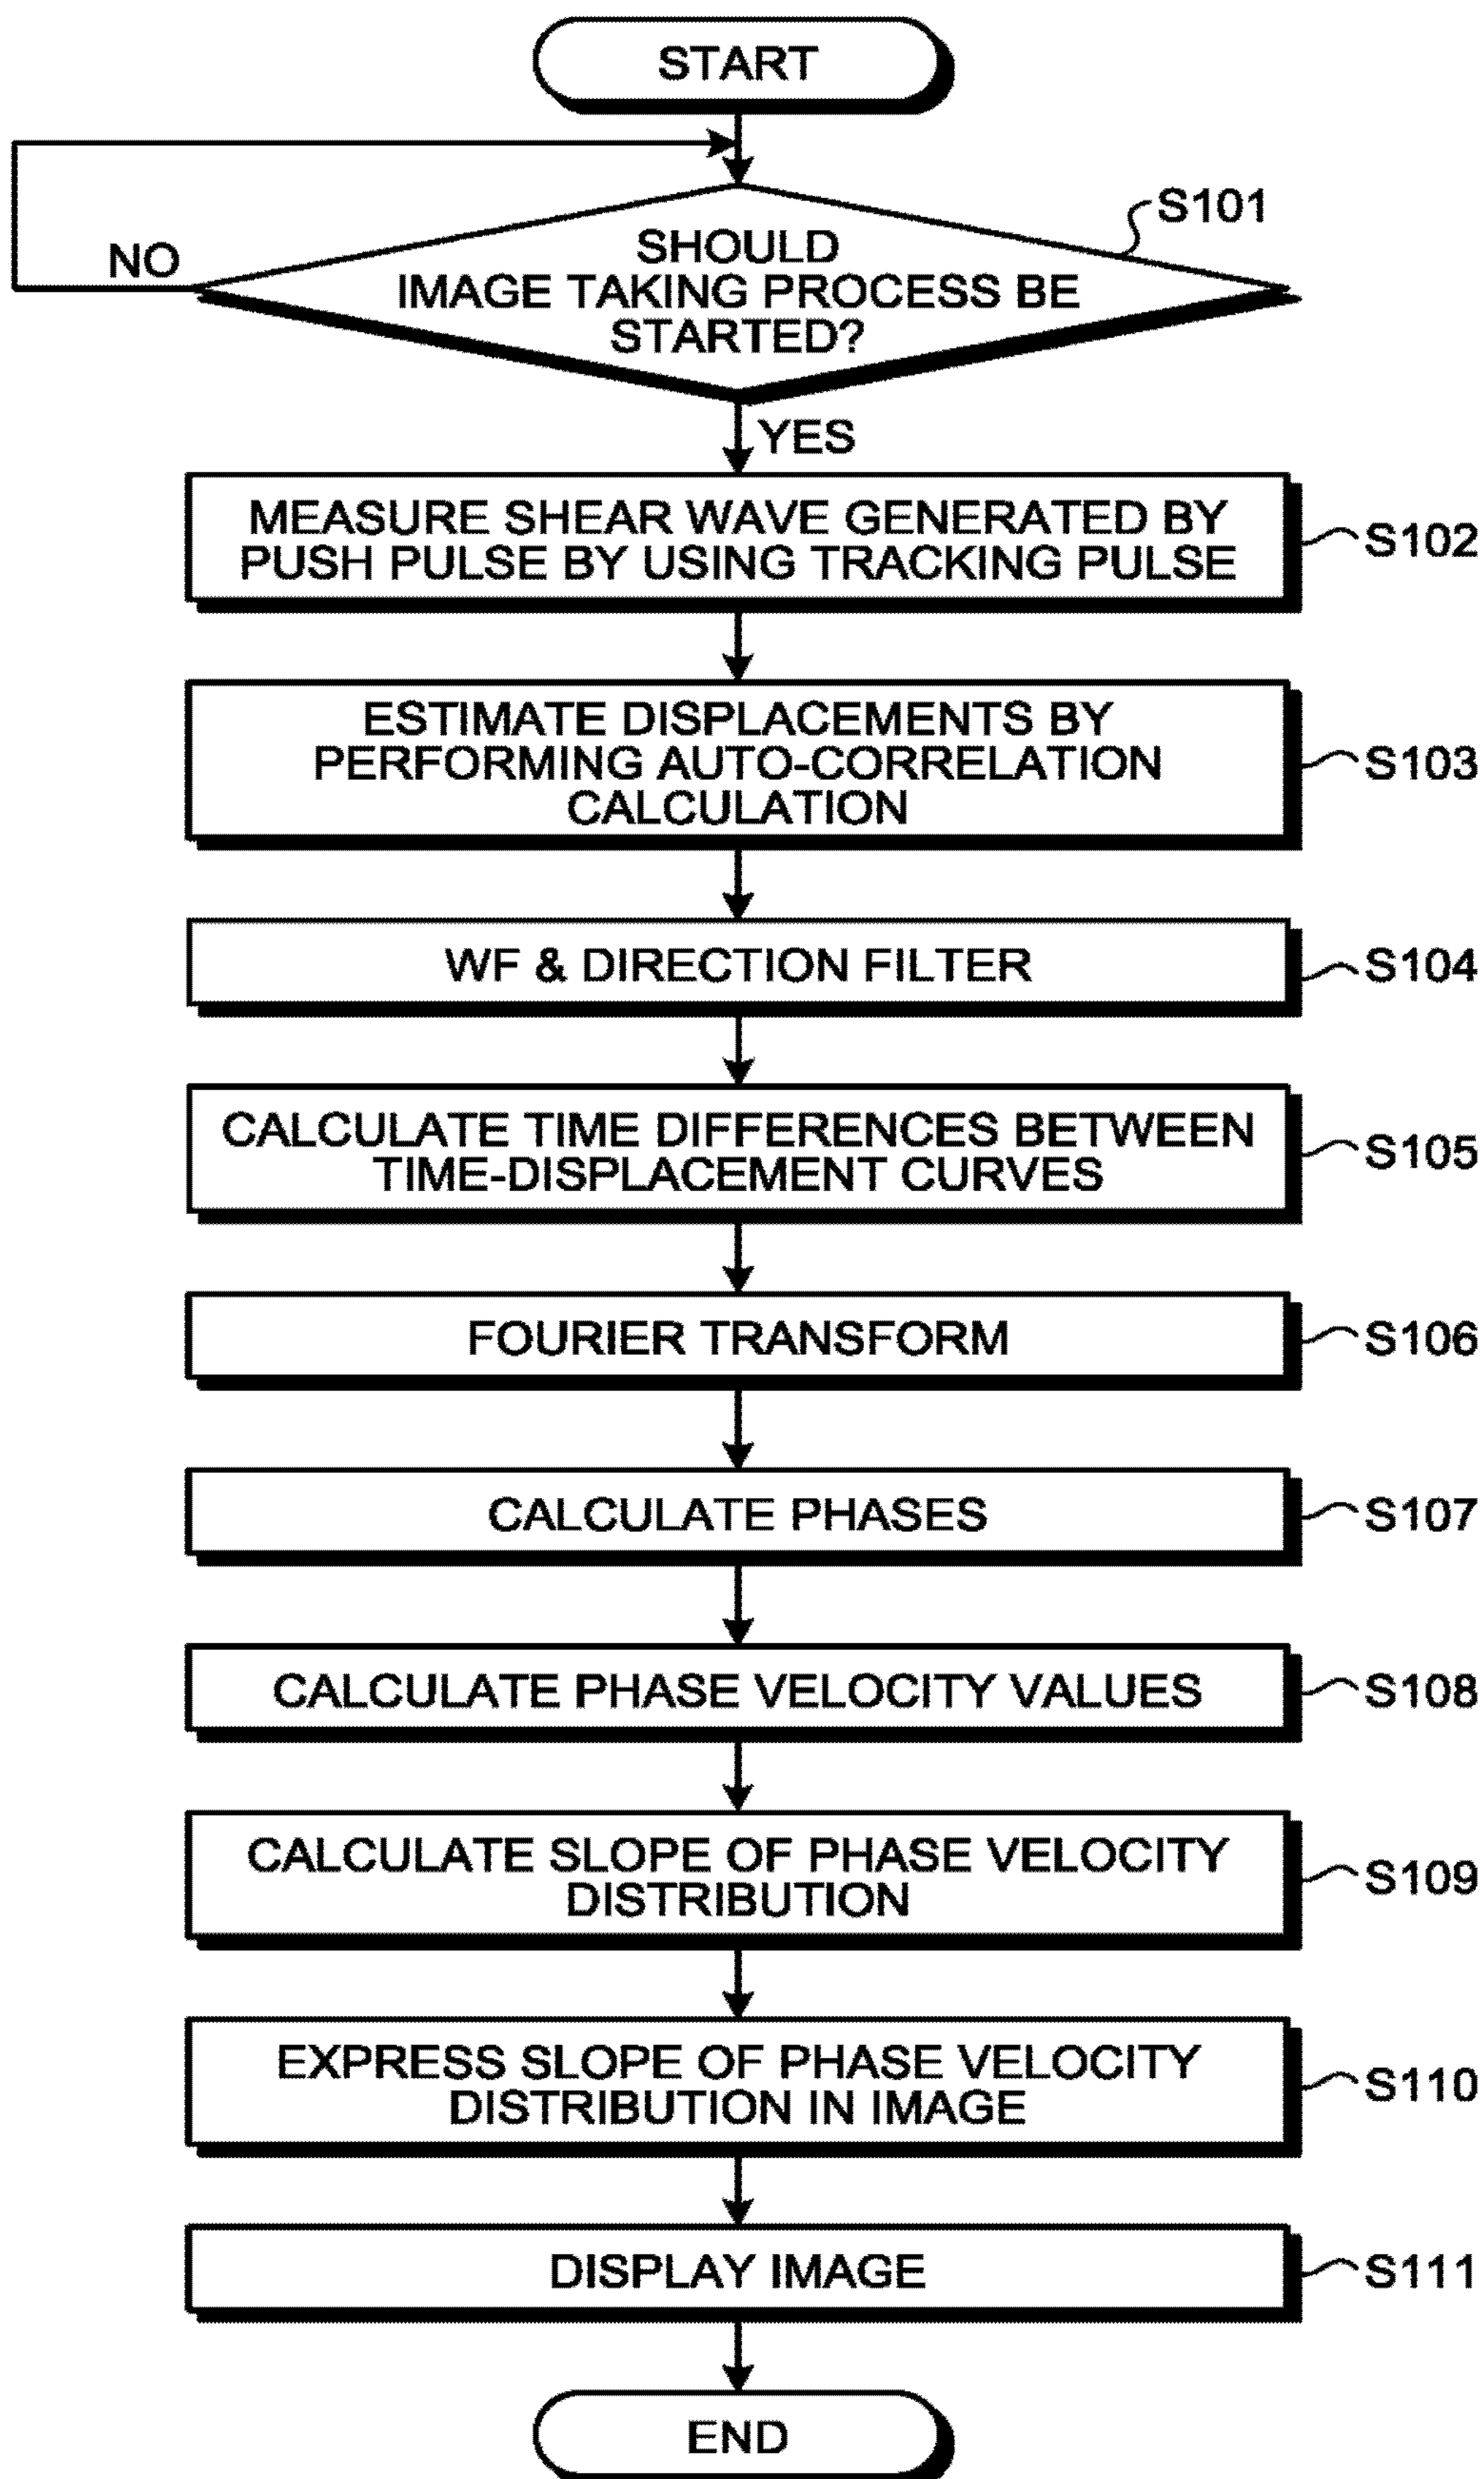 START
S101
SHOULD
IMAGE TAKING PROCESS BE
STARTED?
NO
YES
MEASURE SHEAR WAVE GENERATED BY
PUSH PULSE BY USING TRACKING PULSE
S102
ESTIMATE DISPLACEMENTS BY
PERFORMING AUTO-CORRELATION
CALCULATION
S103
WF & DIRECTION FILTER
S104
CALCULATE TIME DIFFERENCES BETWEEN
TIME-DISPLACEMENT CURVES
S105
FOURIER TRANSFORM
S106
CALCULATE PHASES
S107
CALCULATE PHASE VELOCITY VALUES
S108
CALCULATE SLOPE OF PHASE VELOCITY
DISTRIBUTION
S109
EXPRESS SLOPE OF PHASE VELOCITY
DISTRIBUTION IN IMAGE
S110
DISPLAY IMAGE
S111
END